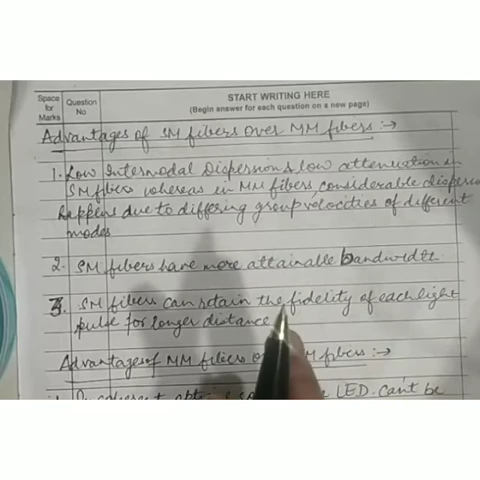 Space for Marks
Question No
START WRITING HERE
(Begin answer for each question on a new page)
Advantages of SM fibers over MM fibers :→
1. Low Intermodal Dispersion & low attenuation in
SM fibers whereas in MM fibers, considerable dispersion
happens due to differing group velocities of different
modes
2. SM fibers have more attainable bandwidth.
3. SM fibers can retain the fidelity of each light
pulse for longer distance
Advantages of MM fibers SM fibers :→
LED. can't be